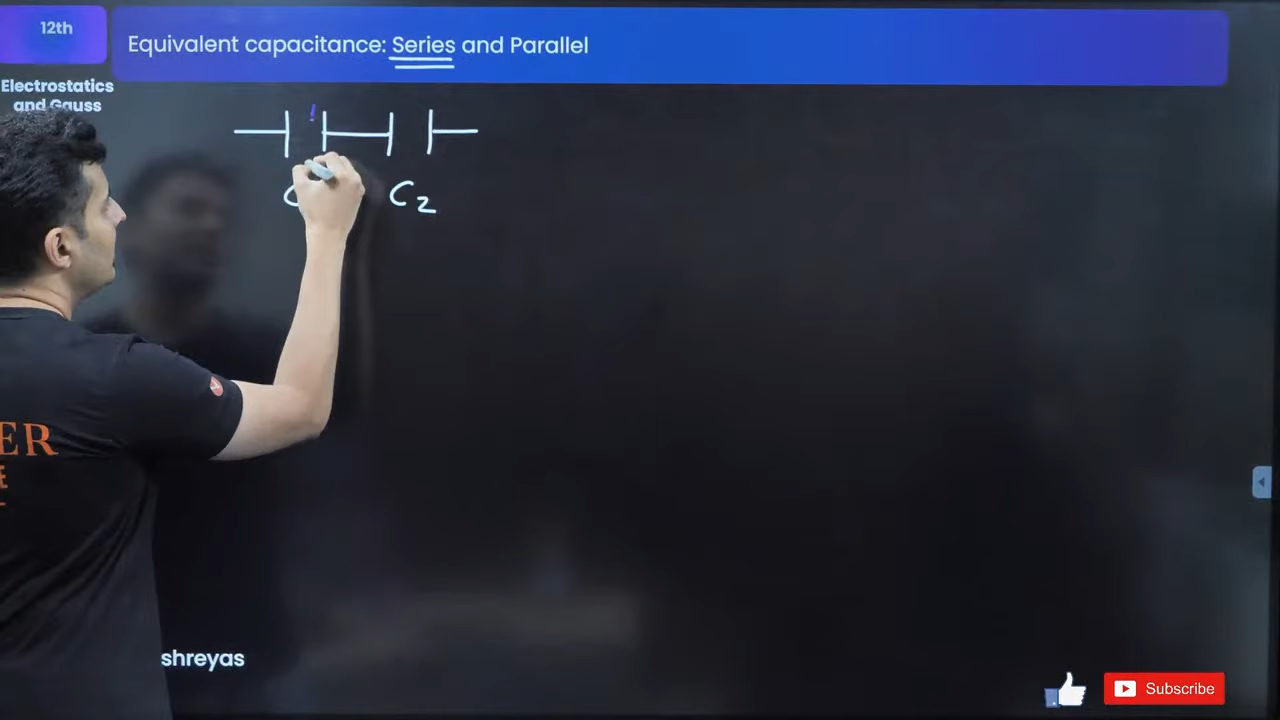 12th
Equivalent capacitance: Series and Parallel
Electrostatics
and Gauss
C C2
ER
E
shreyas
Subscribe